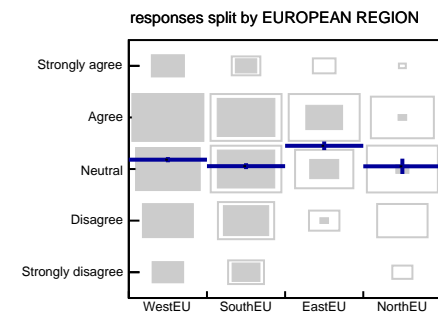 responses split by EUROPEAN REGION
Strongly agree
Agree
Neutral
Disagree
Strongly disagree
WestEU SouthEU EastEU NorthEU